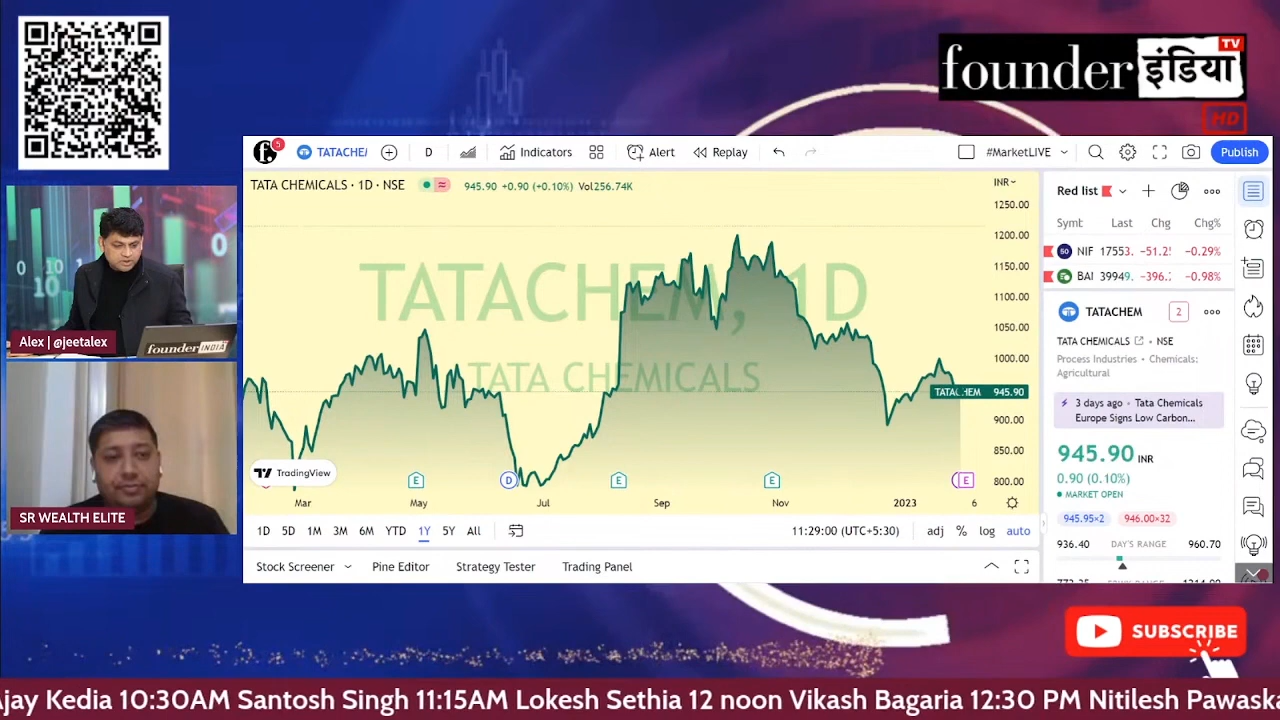 founder इंडिया TV
HD
5 TATACHE D Indicators Alert Replay #MarketLIVE Publish
TATA CHEMICALS · 1D · NSE 945.90 +0.90 (+0.10%) Vol256.74K
INR
1250.00
1200.00
1150.00
1100.00
1050.00
1000.00
TATACHEM 945.90
900.00
850.00
800.00
TATACHEM, 1D
TATA CHEMICALS
TradingView
E D E E E
Mar May Jul Sep Nov 2023 6
1D 5D 1M 3M 6M YTD 1Y 5Y All 11:29:00 (UTC+5:30) adj % log auto
Stock Screener Pine Editor Strategy Tester Trading Panel
Red list
Symb Last Chg Chg%
50 NIF 17553. -51.2 -0.29%
BAI 39949. -396. -0.98%
TATACHEM 2
TATA CHEMICALS · NSE
Process Industries · Chemicals:
Agricultural
3 days ago · Tata Chemicals
Europe Signs Low Carbon...
945.90 INR
0.90 (0.10%)
MARKET OPEN
945.95×2 946.00×32
936.40 DAY'S RANGE 960.70
Alex | @jeetalex
founder INDIA
SR WEALTH ELITE
SUBSCRIBE
Ajay Kedia 10:30AM Santosh Singh 11:15AM Lokesh Sethia 12 noon Vikash Bagaria 12:30 PM Nitilesh Pawaska